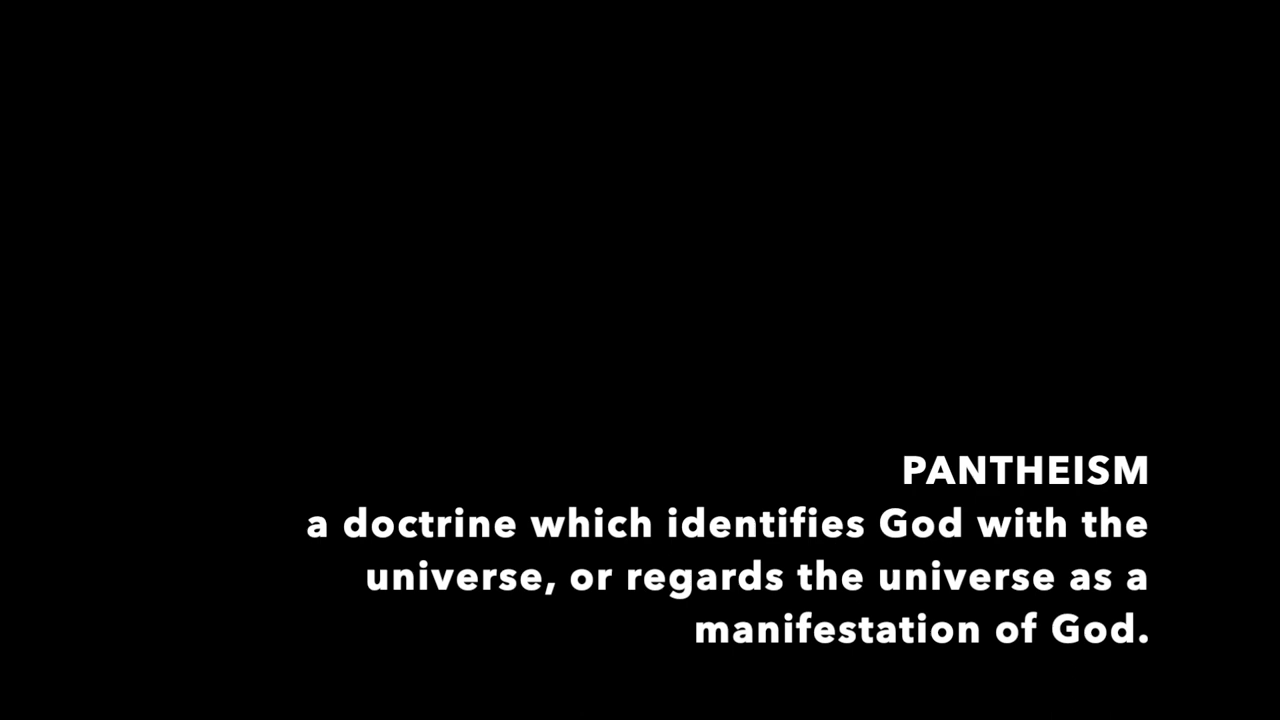 PANTHEISM
a doctrine which identifies God with the
universe, or regards the universe as a
manifestation of God.